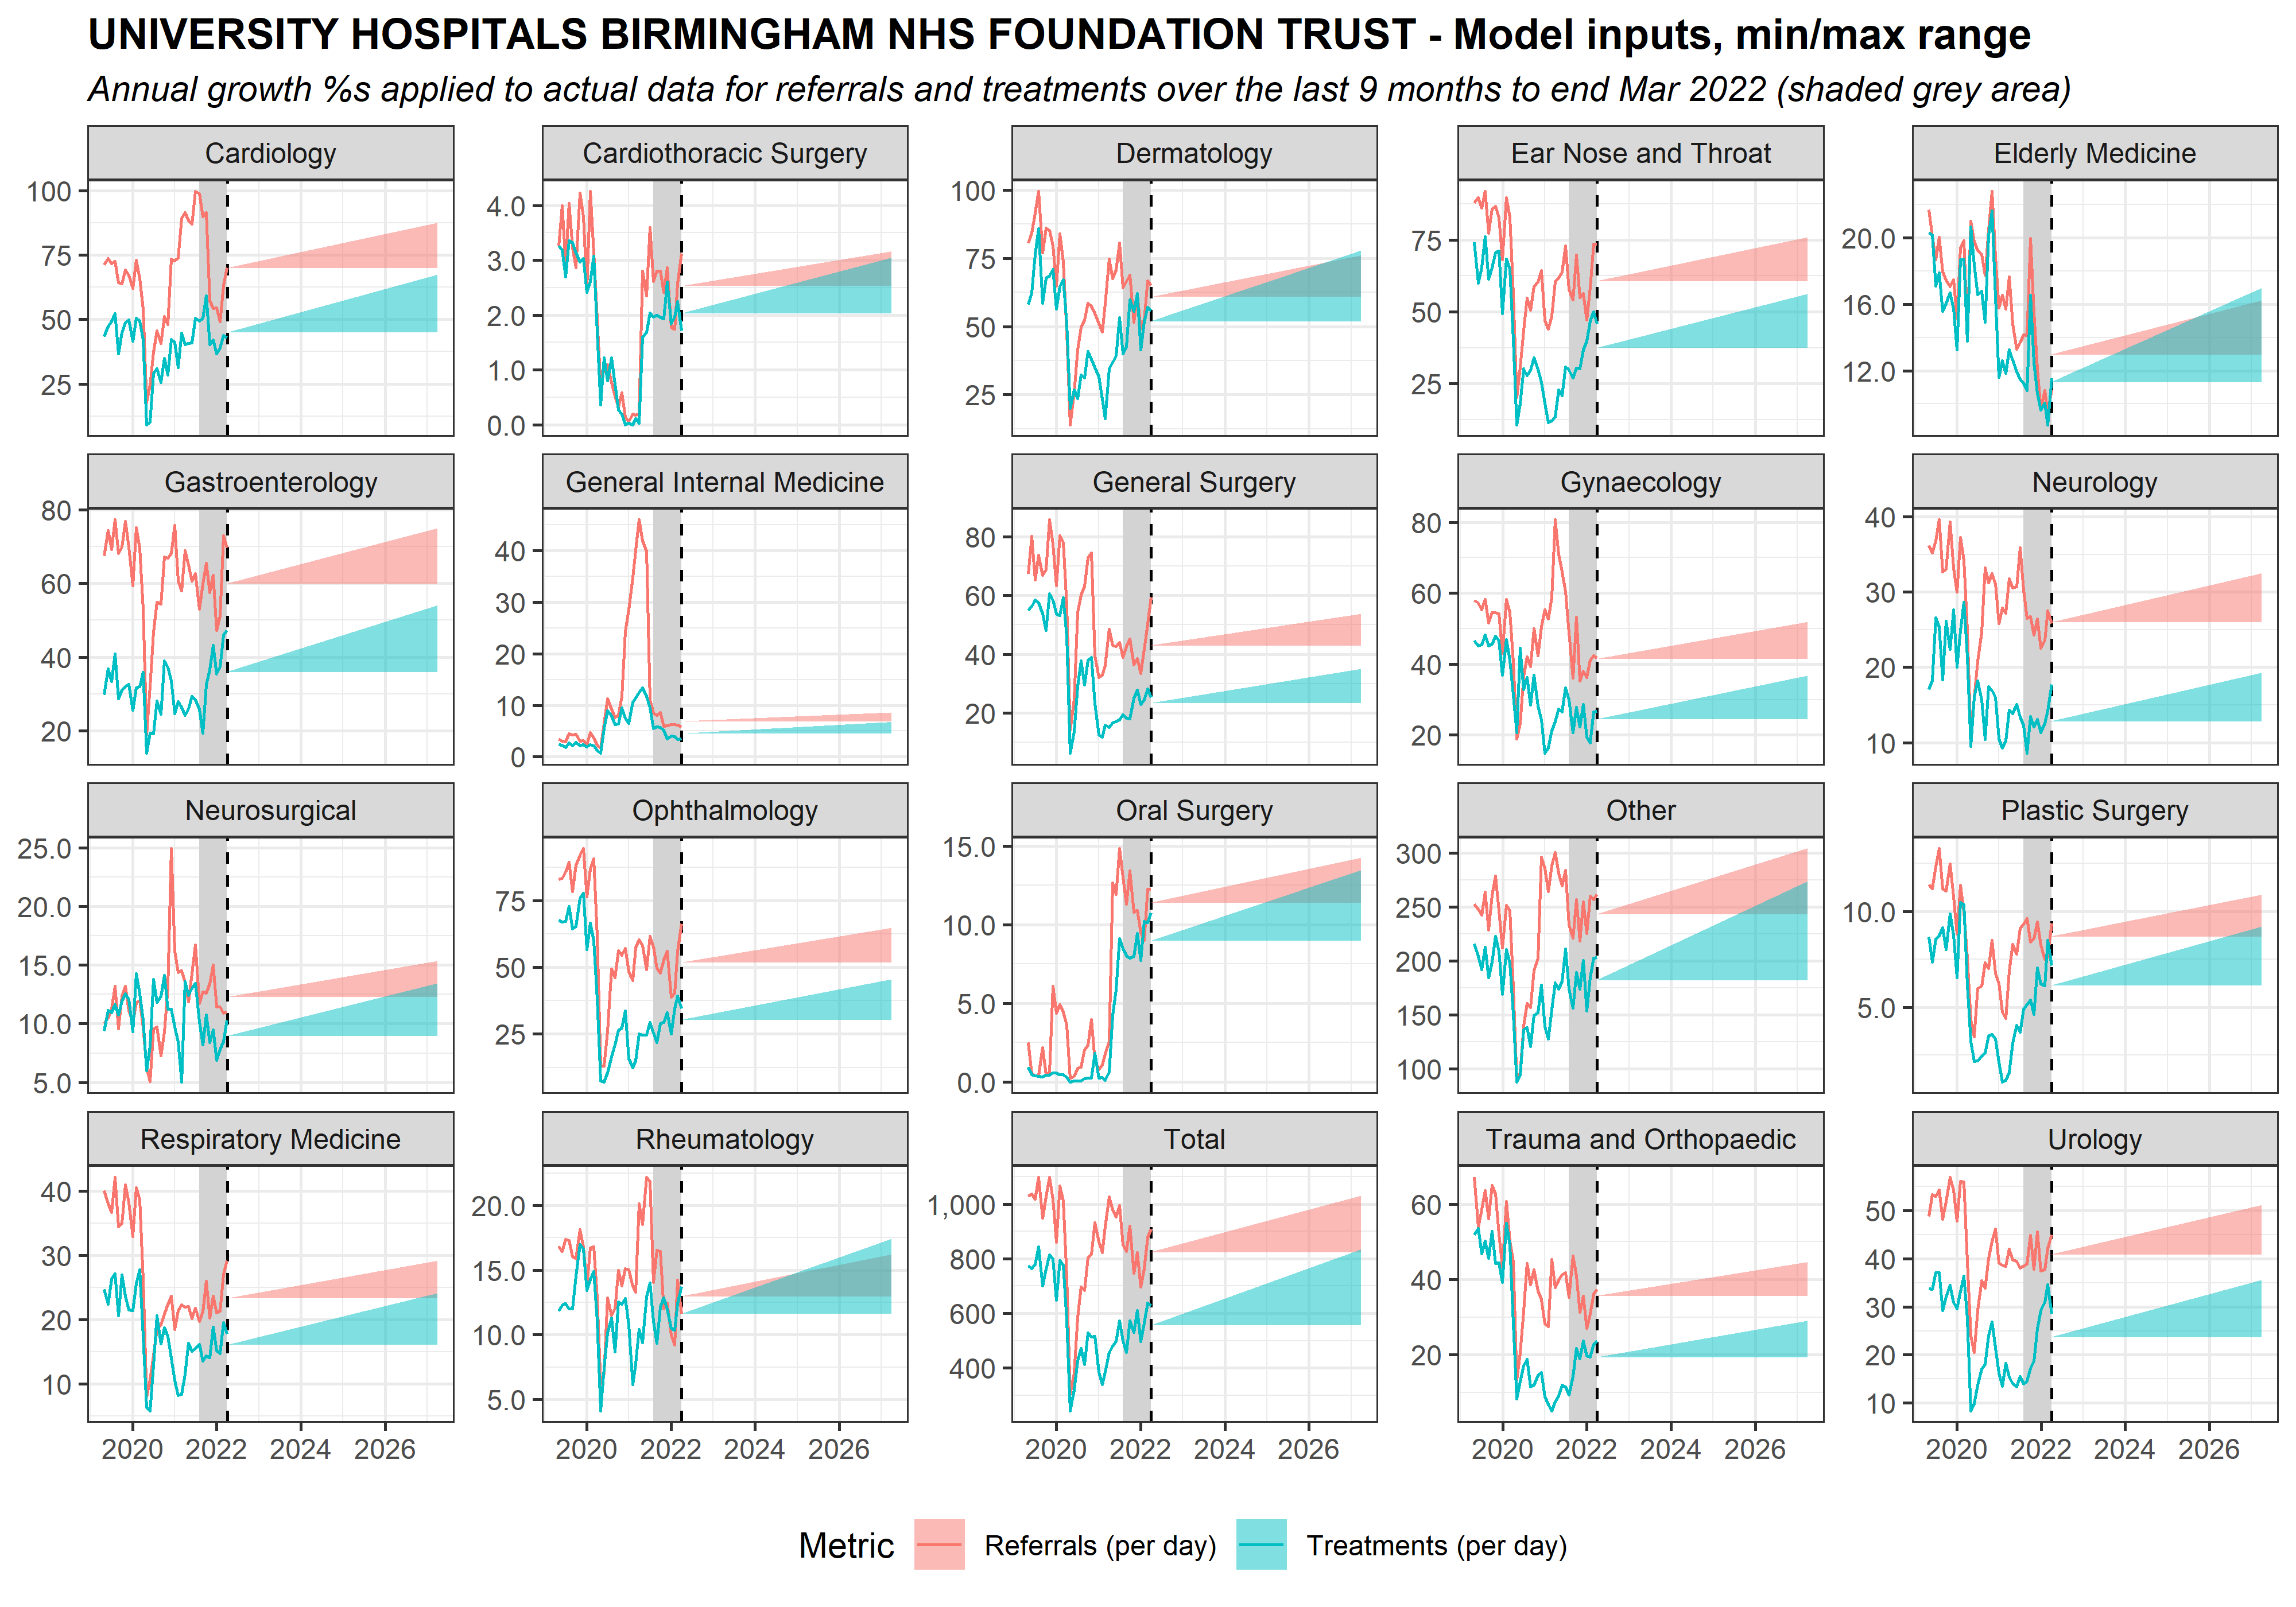 UNIVERSITY HOSPITALS BIRMINGHAM NHS FOUNDATION TRUST - Model inputs, min/max range
Annual growth %s applied to actual data for referrals and treatments over the last 9 months to end Mar 2022 (shaded grey area)
Cardiology
100
75
50
25
Cardiothoracic Surgery
4.0
3.0
2.0
1.0
0.0
Dermatology
100
75
50
25
Ear Nose and Throat
75
50
25
Elderly Medicine
20.0
16.0
12.0
Gastroenterology
80
60
40
20
General Internal Medicine
40
30
20
10
0
General Surgery
80
60
40
20
Gynaecology
80
60
40
20
Neurology
40
30
20
10
Neurosurgical
25.0
20.0
15.0
10.0
5.0
Ophthalmology
75
50
25
Oral Surgery
15.0
10.0
5.0
0.0
Other
300
250
200
150
100
Plastic Surgery
10.0
5.0
Respiratory Medicine
40
30
20
10
2020 2022 2024 2026
Rheumatology
20.0
15.0
10.0
5.0
2020 2022 2024 2026
Total
1,000
800
600
400
2020 2022 2024 2026
Trauma and Orthopaedic
60
40
20
2020 2022 2024 2026
Urology
50
40
30
20
10
2020 2022 2024 2026
Metric Referrals (per day) Treatments (per day)